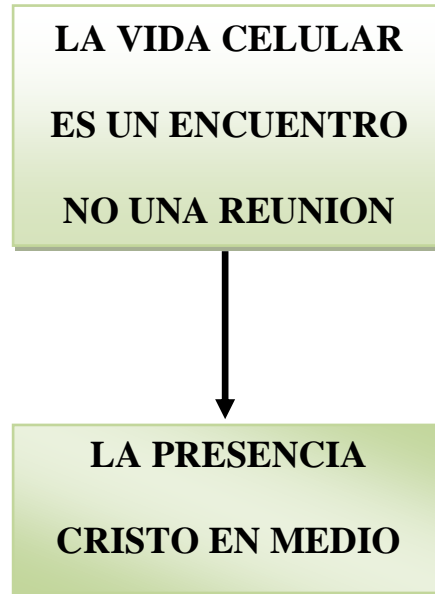 LA VIDA CELULAR
ES UN ENCUENTRO
NO UNA REUNION
LA PRESENCIA
CRISTO EN MEDIO